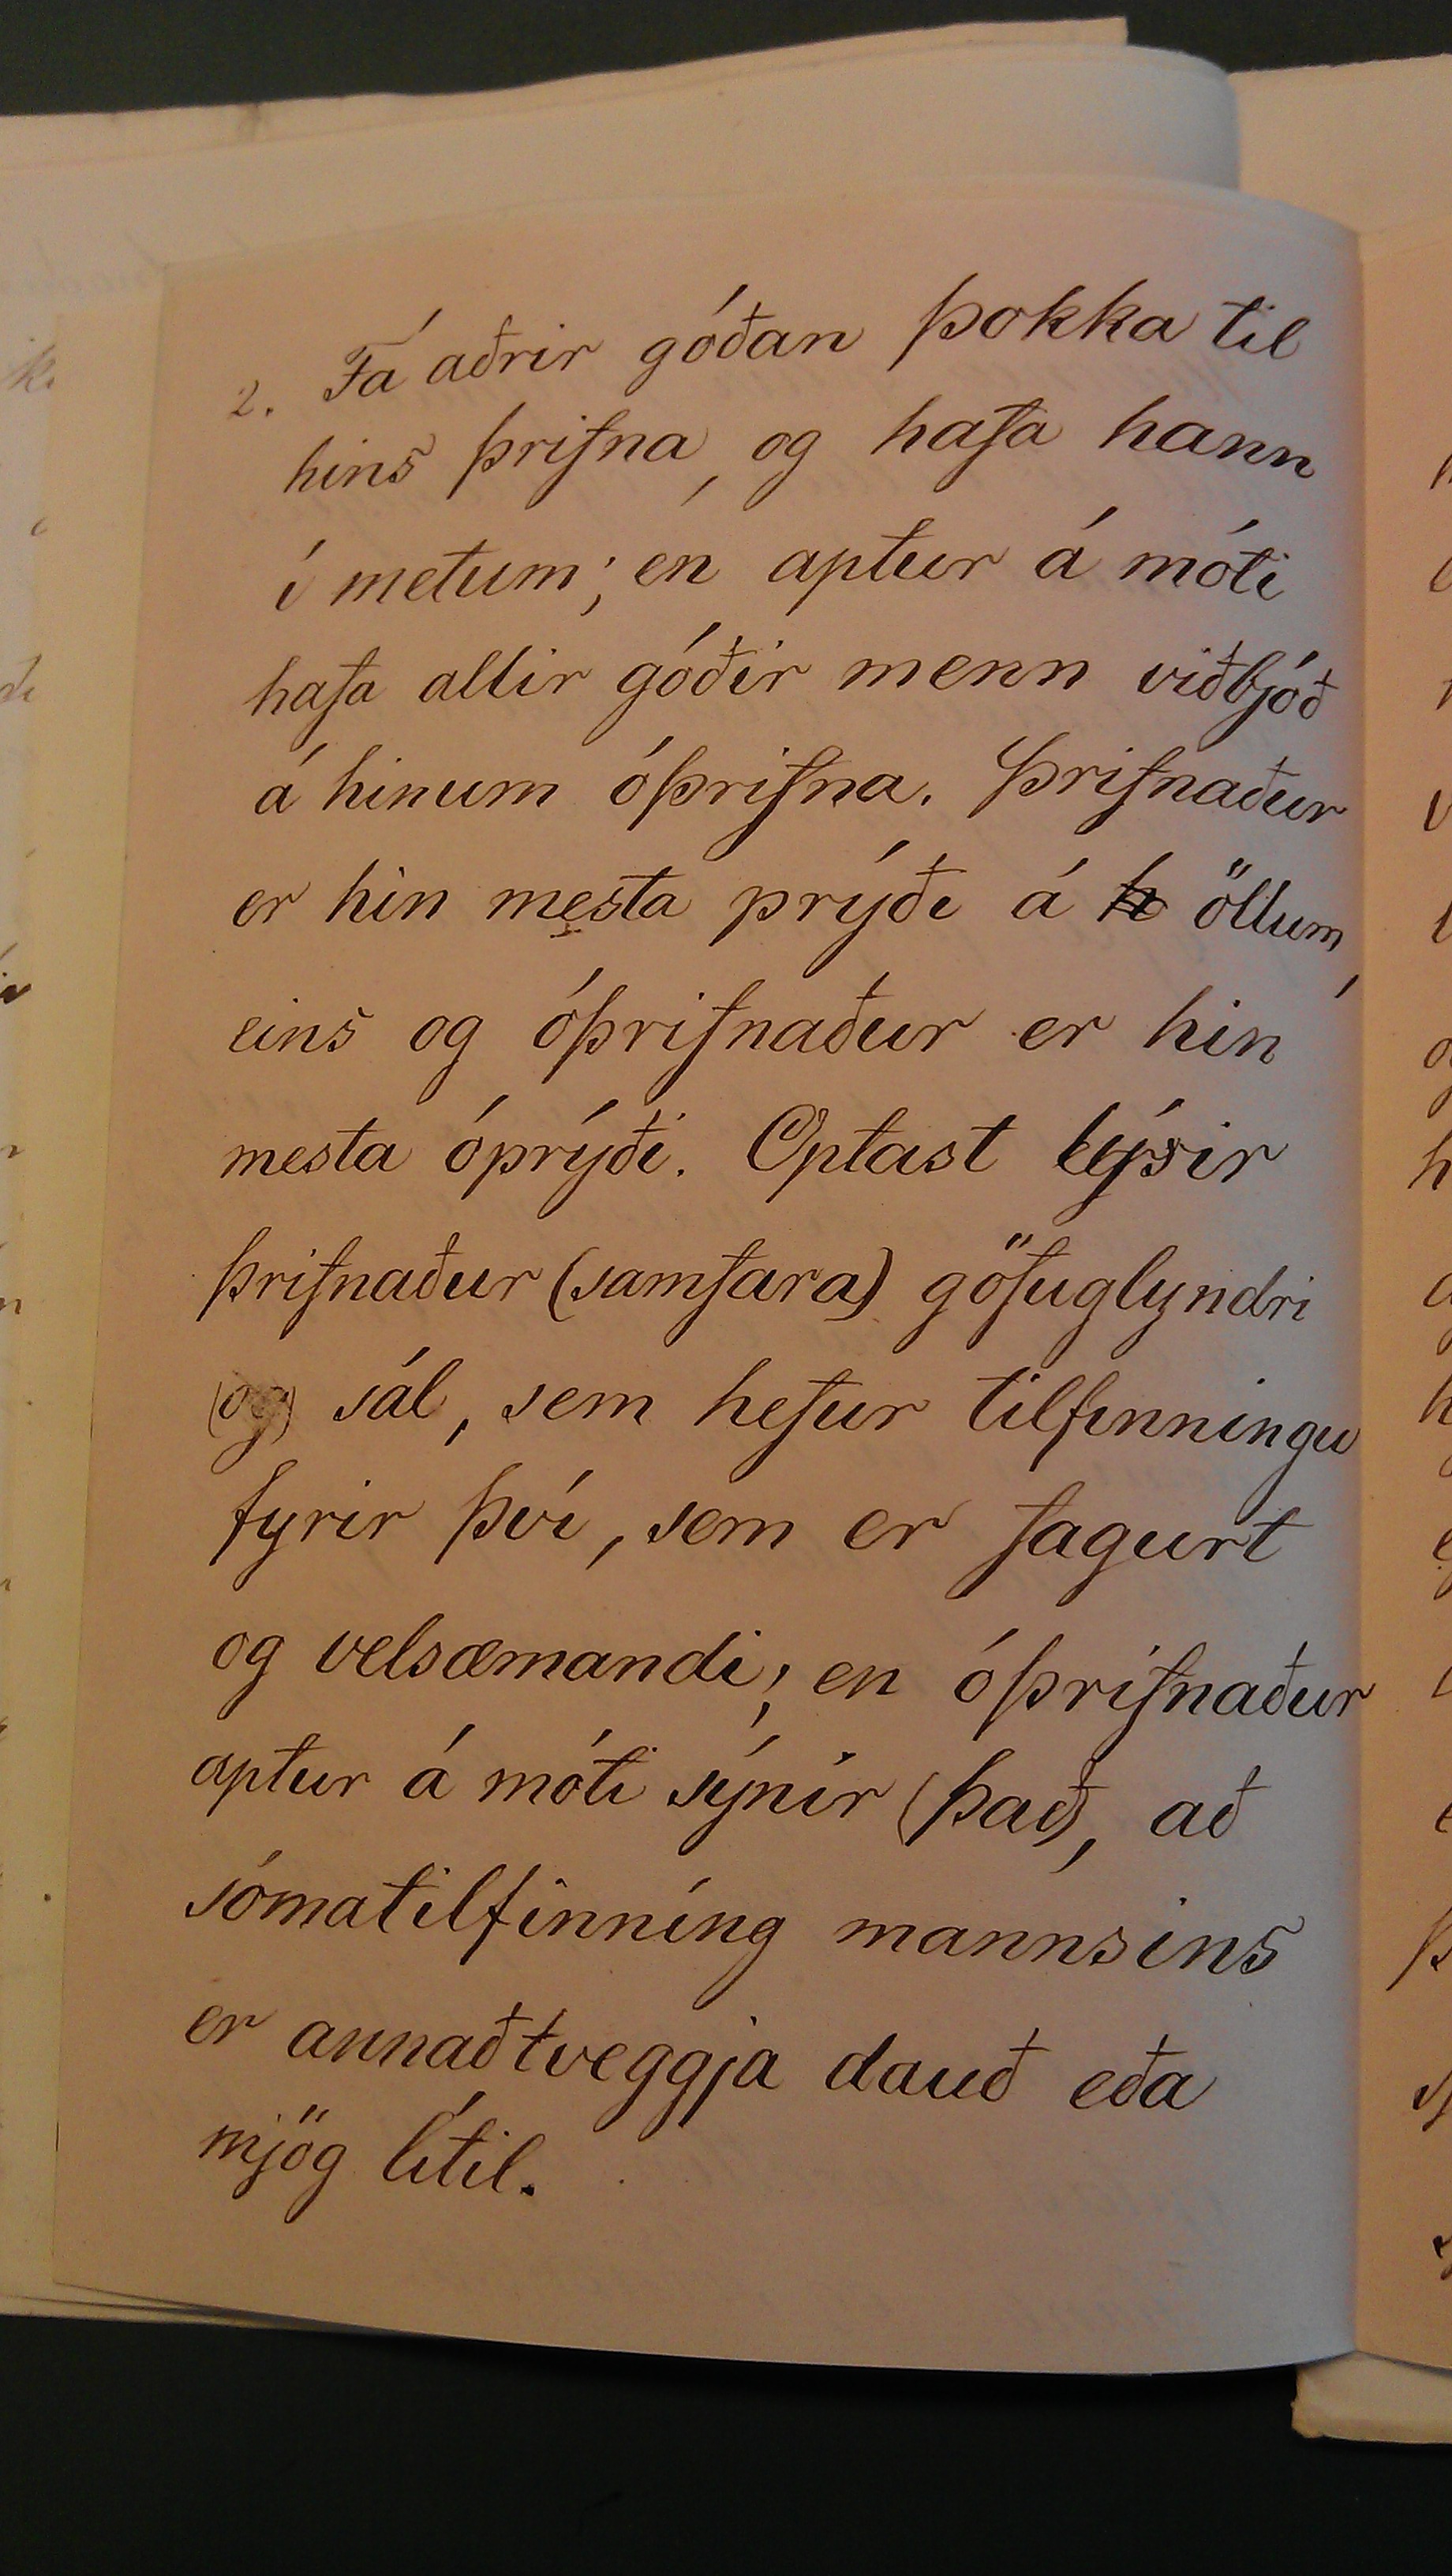 2. Fá aðrir góðan þokka til
hins þrifna, og hafa hann
í metum; en aptur á móti
hafa allir góðir menn viðbjóð
á hinum óþrifna. Þrifnaður
er hin mesta prýði á öllum,
eins og óþrifnaður er hin
mesta óprýði. Optast lýsir
þrifnaður (samfara) göfuglyndri
(og) sál, sem hefur tilfinningu
fyrir því, sem er fagurt
og velsæmandi; en óþrifnaður
aptur á móti sýnir (það), að
sómatilfinníng mannsins
er annaðtveggja dauð eða
mjög lítil.